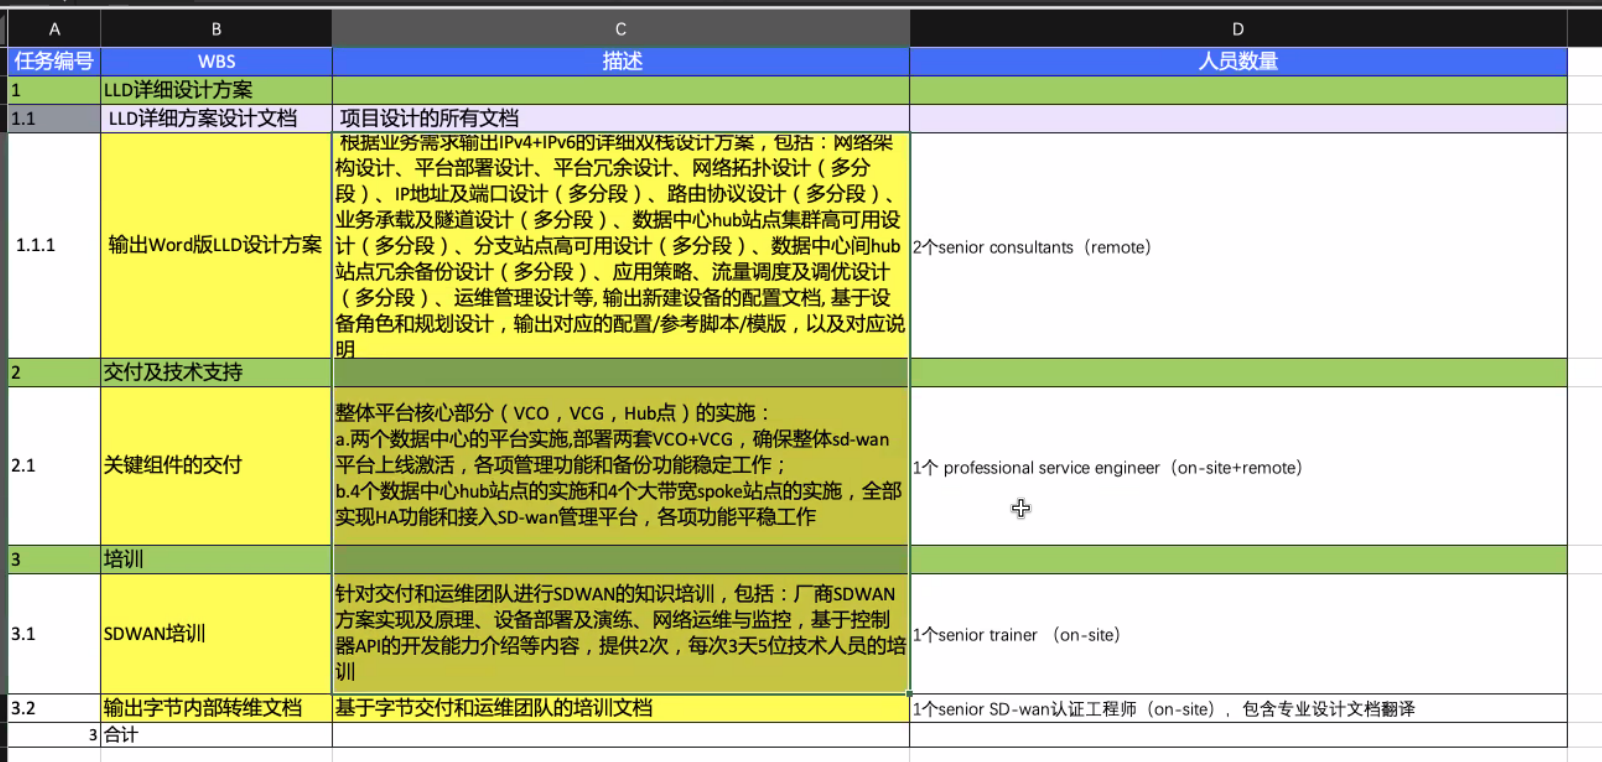 A B C D
任务编号 WBS 描述 人员数量
1 LLD详细设计方案
1.1 LLD详细方案设计文档 项目设计的所有文档
1.1.1 输出Word版LLD设计方案
根据业务需求输出IPv4+IPv6的详细双栈设计方案，包括：网络架
构设计、平台部署设计、平台冗余设计、网络拓扑设计（多分
段）、IP地址及端口设计（多分段）、路由协议设计（多分段）、
业务承载及隧道设计（多分段）、数据中心hub站点集群高可用设
计（多分段）、分支站点高可用设计（多分段）、数据中心间hub
站点冗余备份设计（多分段）、应用策略、流量调度及调优设计
（多分段）、运维管理设计等, 输出新建设备的配置文档, 基于设
备角色和规划设计，输出对应的配置/参考脚本/模版，以及对应说
明
2个senior consultants（remote）
2 交付及技术支持
2.1 关键组件的交付
整体平台核心部分（VCO，VCG，Hub点）的实施：
a.两个数据中心的平台实施,部署两套VCO+VCG，确保整体sd-wan
平台上线激活，各项管理功能和备份功能稳定工作；
b.4个数据中心hub站点的实施和4个大带宽spoke站点的实施，全部
实现HA功能和接入SD-wan管理平台，各项功能平稳工作
1个 professional service engineer（on-site+remote）
3 培训
3.1 SDWAN培训
针对交付和运维团队进行SDWAN的知识培训，包括：厂商SDWAN
方案实现及原理、设备部署及演练、网络运维与监控，基于控制
器API的开发能力介绍等内容，提供2次，每次3天5位技术人员的培
训
1个senior trainer （on-site）
3.2 输出字节内部转维文档 基于字节交付和运维团队的培训文档 1个senior SD-wan认证工程师（on-site），包含专业设计文档翻译
3 合计